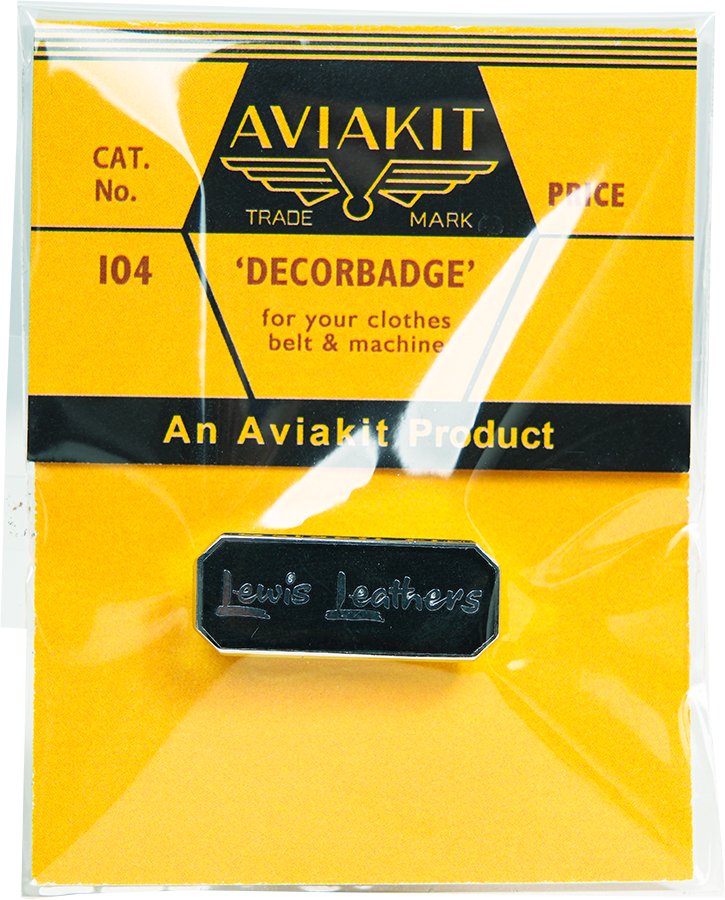 AVIAKIT
TRADE MARK
CAT.
No.
PRICE
104
‘DECORBADGE’
for your clothes
belt & machine
An Aviakit Product
Lewis Leathers